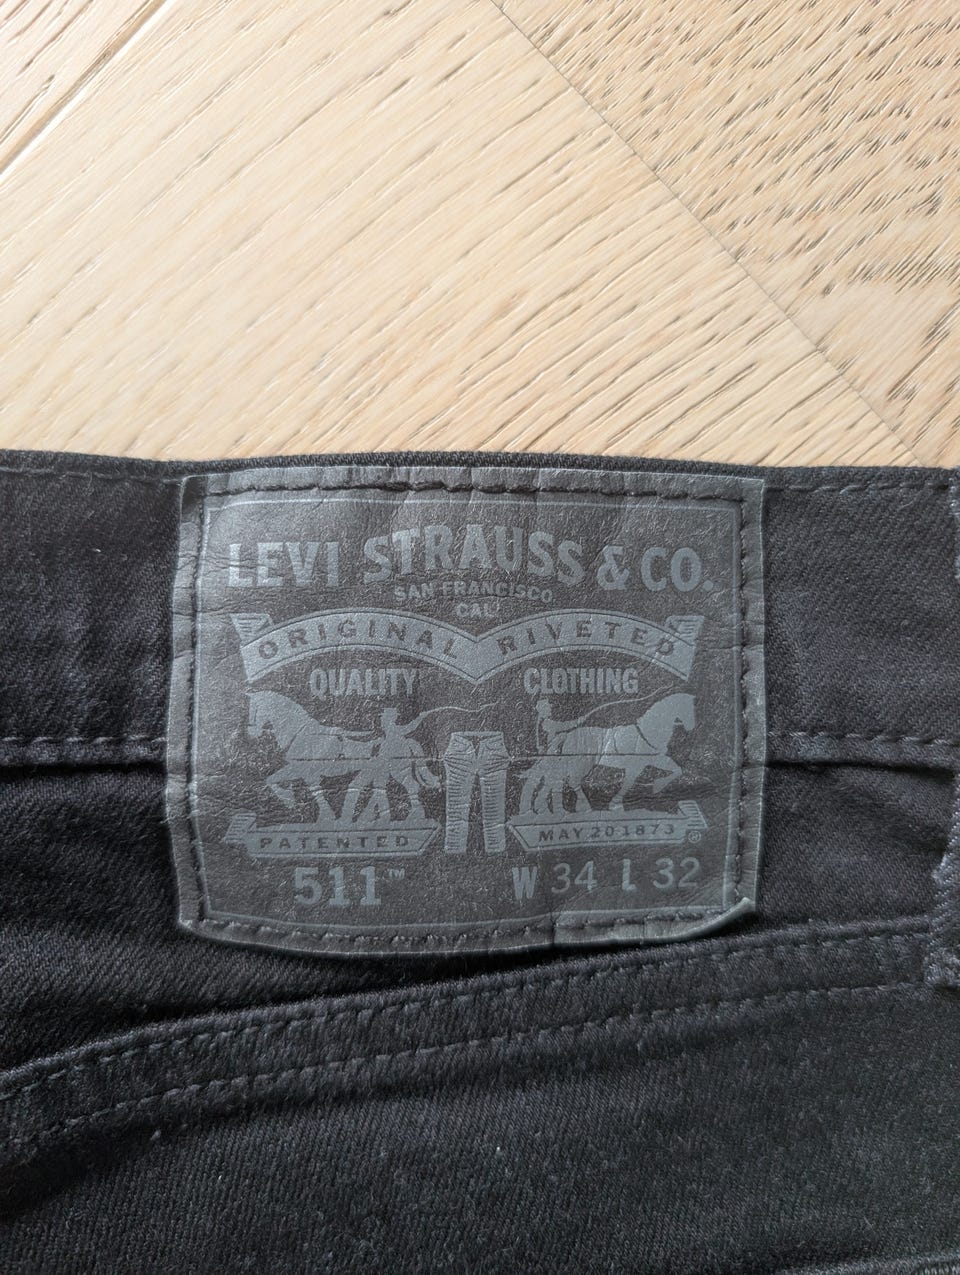 LEVI STRAUSS & CO.
SAN FRANCISCO
CAL
ORIGINAL RIVETED
QUALITY CLOTHING
PATENTED MAY 20 1873 ®
511™ W 34 L 32